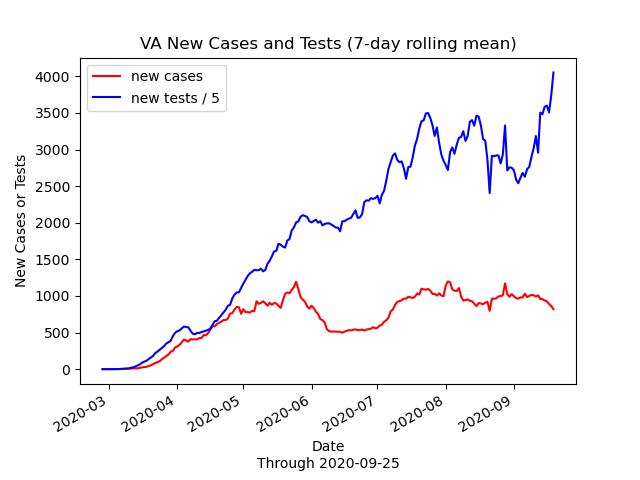 VA New Cases and Tests (7-day rolling mean)
new cases
new tests / 5
New Cases or Tests
4000
3500
3000
2500
2000
1500
1000
500
0
2020-03
2020-04
2020-05
2020-06
2020-07
2020-08
2020-09
Date
Through 2020-09-25